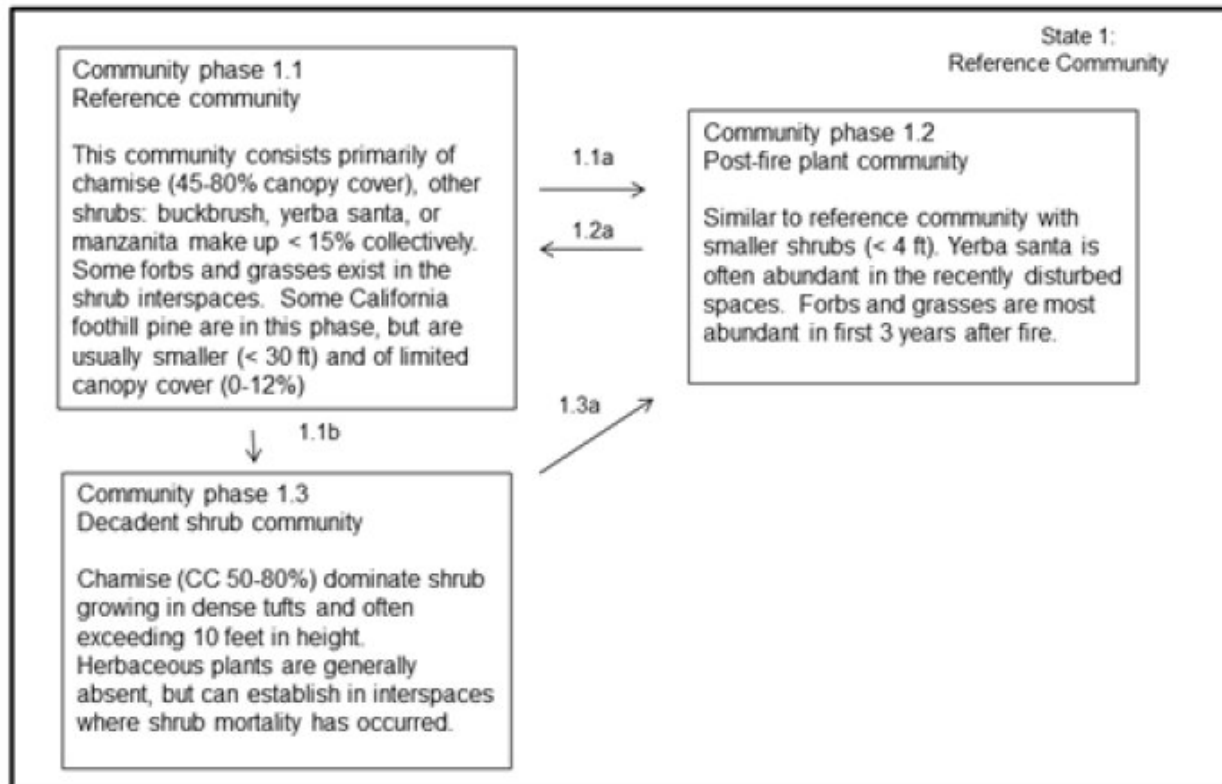 State 1:
Reference Community
Community phase 1.1
Reference community
This community consists primarily of
chamise (45-80% canopy cover), other
shrubs: buckbrush, yerba santa, or
manzanita make up < 15% collectively.
Some forbs and grasses exist in the
shrub interspaces. Some California
foothill pine are in this phase, but are
usually smaller (< 30 ft) and of limited
canopy cover (0-12%)
1.1a
1.2a
Community phase 1.2
Post-fire plant community
Similar to reference community with
smaller shrubs (< 4 ft). Yerba santa is
often abundant in the recently disturbed
spaces. Forbs and grasses are most
abundant in first 3 years after fire.
1.3a
1.1b
Community phase 1.3
Decadent shrub community
Chamise (CC 50-80%) dominate shrub
growing in dense tufts and often
exceeding 10 feet in height.
Herbaceous plants are generally
absent, but can establish in interspaces
where shrub mortality has occurred.